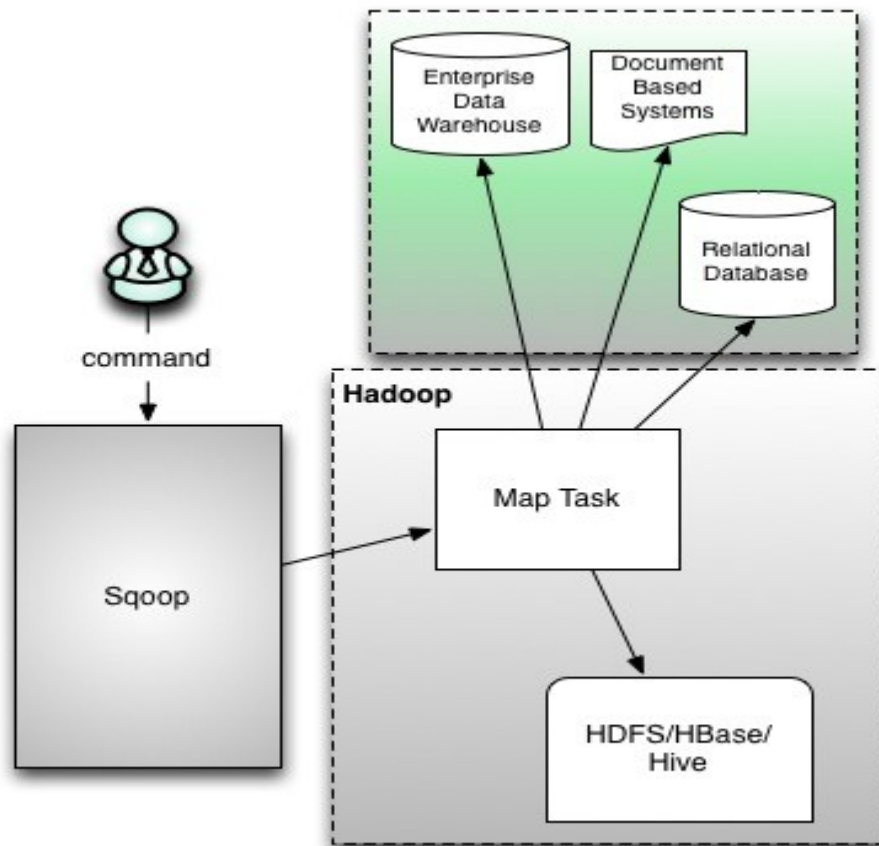 Enterprise
Data
Warehouse
Document
Based
Systems
Relational
Database
command
Hadoop
Map Task
Sqoop
HDFS/HBase/
Hive